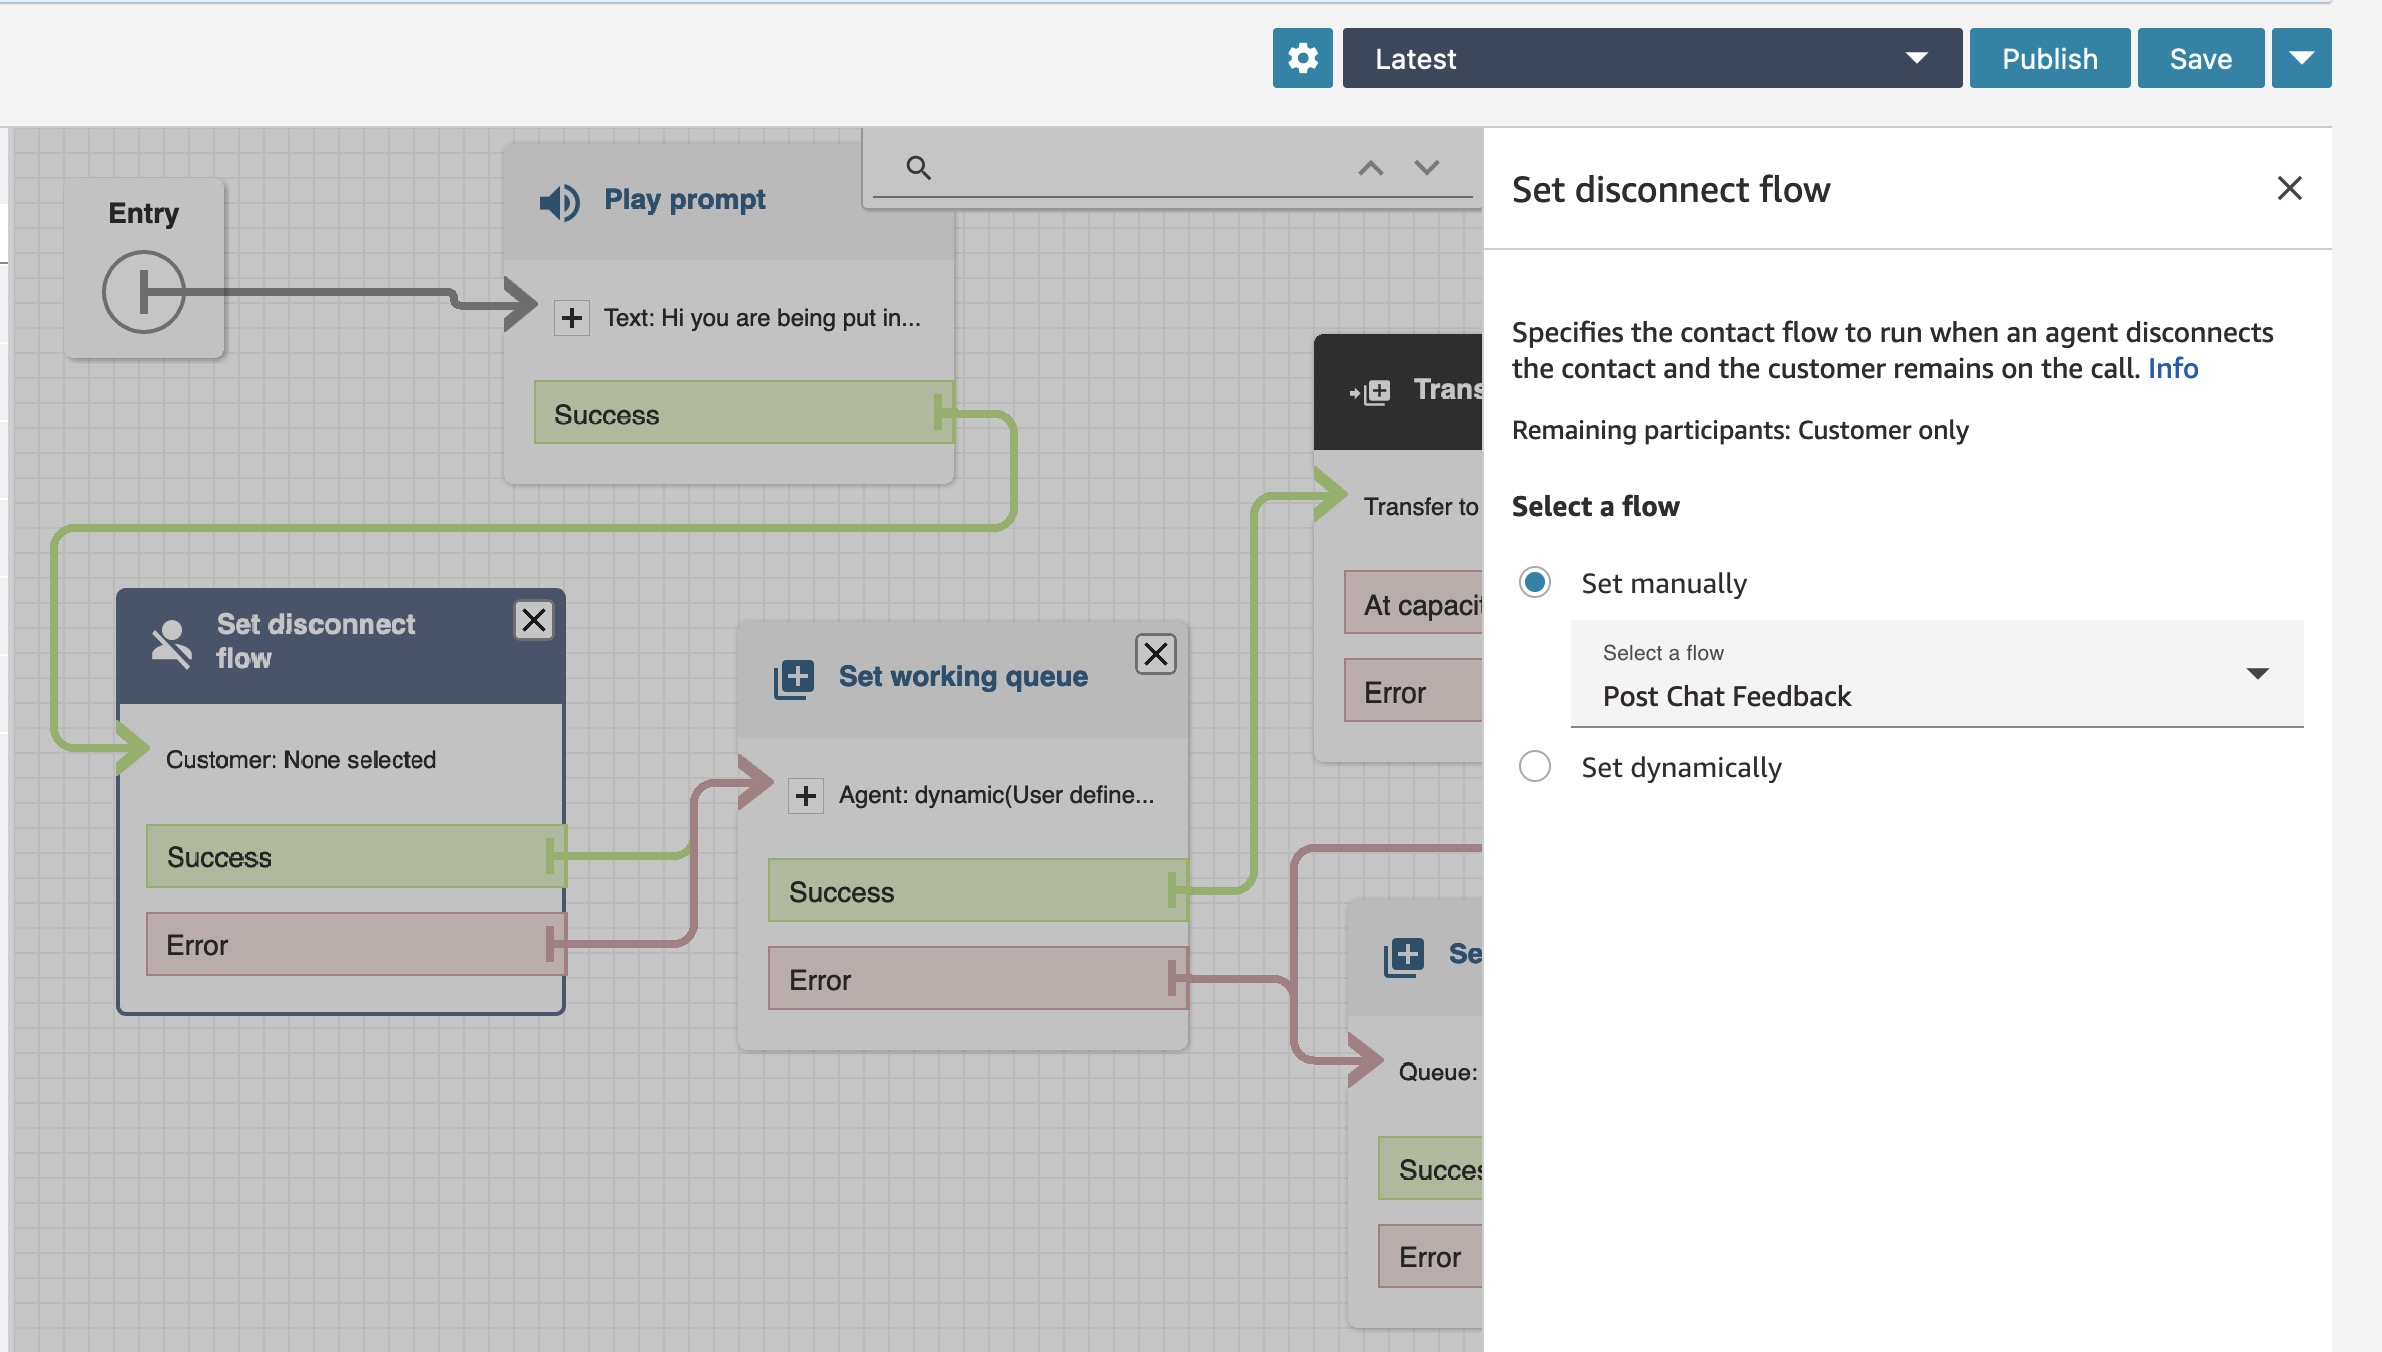 Latest
Publish
Save
Entry
Play prompt
Text: Hi you are being put in...
Success
Set disconnect
flow
Customer: None selected
Success
Error
Set working queue
Agent: dynamic(User define...
Success
Error
Trans
Transfer to
At capacit
Error
Se
Queue:
Succes
Error
Set disconnect flow
Specifies the contact flow to run when an agent disconnects
the contact and the customer remains on the call. Info
Remaining participants: Customer only
Select a flow
Set manually
Select a flow
Post Chat Feedback
Set dynamically